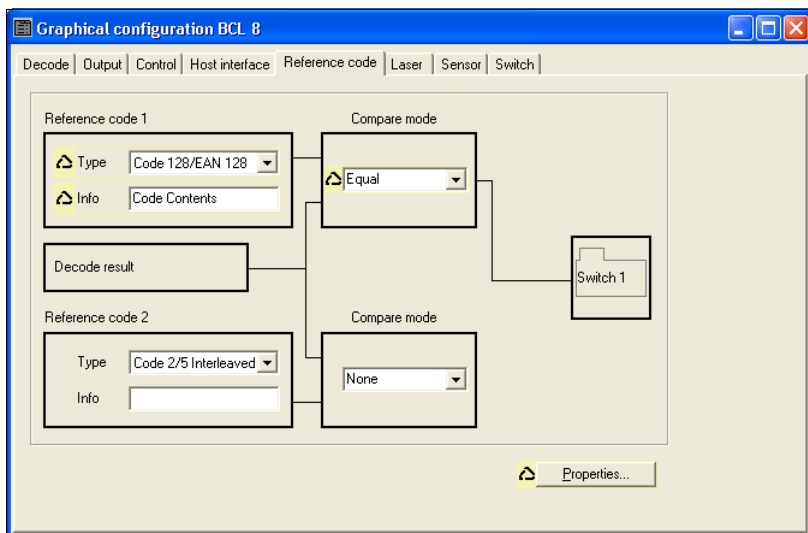 Graphical configuration BCL 8
Decode Output Control Host interface Reference code Laser Sensor Switch
Reference code 1 Compare mode
Type Code 128/EAN 128
Equal
Info Code Contents
Decode result
Switch 1
Reference code 2 Compare mode
Type Code 2/5 Interleaved
None
Info
Properties...